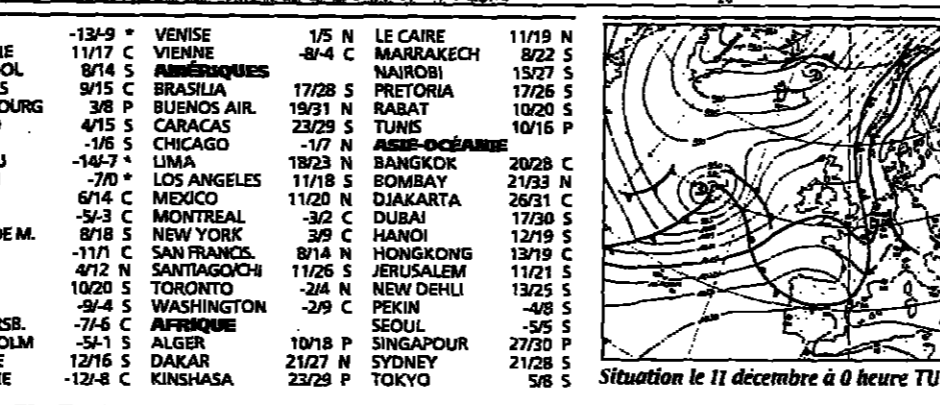 -13/-9 * VENISE 1/5 N LE CAIRE 11/19 N
IE 11/17 C VIENNE -8/-4 C MARRAKECH 8/22 S
OL 8/14 S AMÉRIQUES NAIROBI 15/27 S
S 9/15 C BRASILIA 17/28 S PRETORIA 17/26 S
OURG 3/8 P BUENOS AIR. 19/31 N RABAT 10/20 S
4/15 S CARACAS 23/29 S TUNIS 10/16 P
-1/6 S CHICAGO -1/7 N ASIE-OCÉANIE
-14/-7 * LIMA 18/23 N BANGKOK 20/28 C
-7/0 * LOS ANGELES 11/18 S BOMBAY 21/33 N
6/14 C MEXICO 11/20 N DJAKARTA 26/31 C
-5/-3 C MONTREAL -3/2 C DUBAI 17/30 S
DE M. 8/18 S NEW YORK 3/9 C HANOI 12/19 S
-11/1 C SAN FRANCIS. 8/14 N HONGKONG 13/19 C
4/12 N SANTIAGO/CHI 11/26 S JERUSALEM 11/21 S
10/20 S TORONTO -2/4 N NEW DEHLI 13/25 S
-9/-4 S WASHINGTON -2/9 C PEKIN -4/8 S
RSB. -7/-6 C AFRIQUE SEOUL -5/5 S
OLM -5/-1 S ALGER 10/18 P SINGAPOUR 27/30 P
E 12/16 S DAKAR 21/27 N SYDNEY 21/28 S
IE -12/-8 C KINSHASA 23/29 P TOKYO 5/8 S
Situation le 11 décembre à 0 heure TU